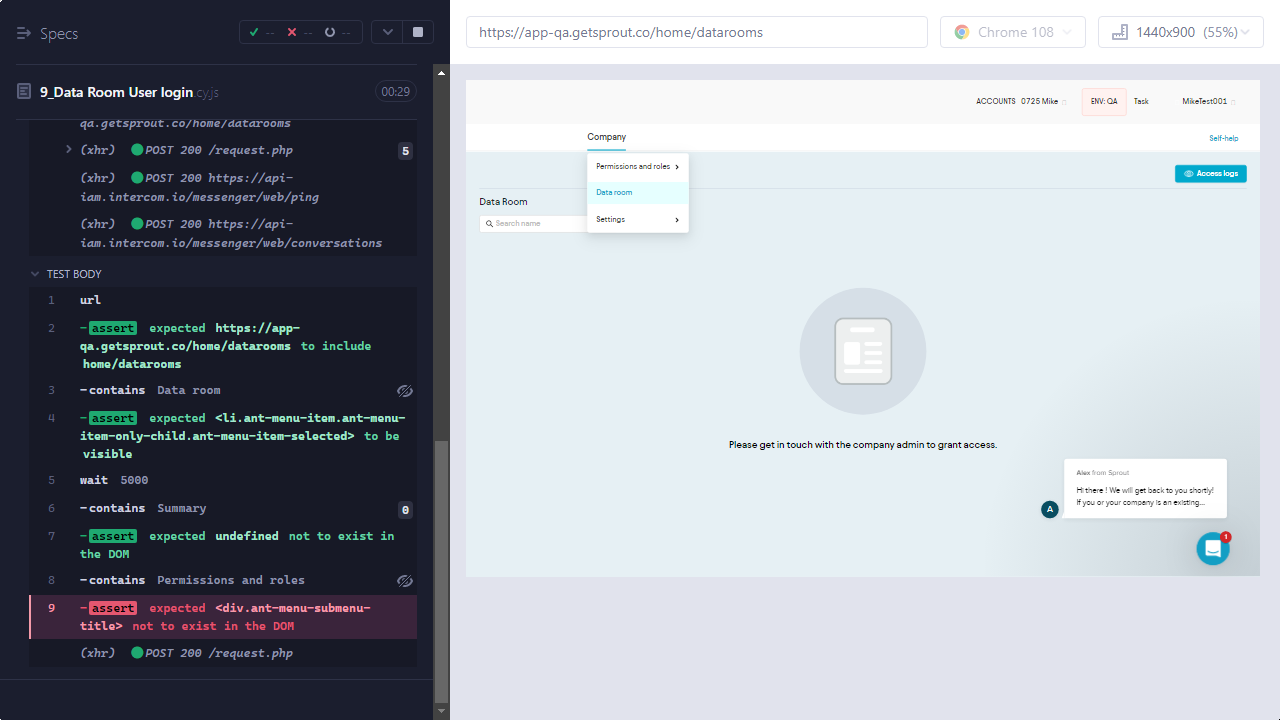 Specs
--
--
--
9_Data Room User login.cy.js
00:29
qa.getsprout.co/home/datarooms
(xhr) POST 200 /request.php
5
(xhr) POST 200 https://api-
iam.intercom.io/messenger/web/ping
(xhr) POST 200 https://api-
iam.intercom.io/messenger/web/conversations
TEST BODY
1 url
2 -assert expected https://app-
qa.getsprout.co/home/datarooms to include
home/datarooms
3 -contains Data room
4 -assert expected <li.ant-menu-item.ant-menu-
item-only-child.ant-menu-item-selected> to be
visible
5 wait 5000
6 -contains Summary 0
7 -assert expected undefined not to exist in
the DOM
8 -contains Permissions and roles
9 -assert expected <div.ant-menu-submenu-
title> not to exist in the DOM
(xhr) POST 200 /request.php
https://app-qa.getsprout.co/home/datarooms
Chrome 108
1440x900 (55%)
ACCOUNTS 0725 Mike
ENV: QA
Task
MikeTest001
Company
Self-help
Permissions and roles
Data room
Settings
Access logs
Data Room
Search name
Please get in touch with the company admin to grant access.
Alex from Sprout
Hi there ! We will get back to you shortly!
If you or your company is an existing...
A
1